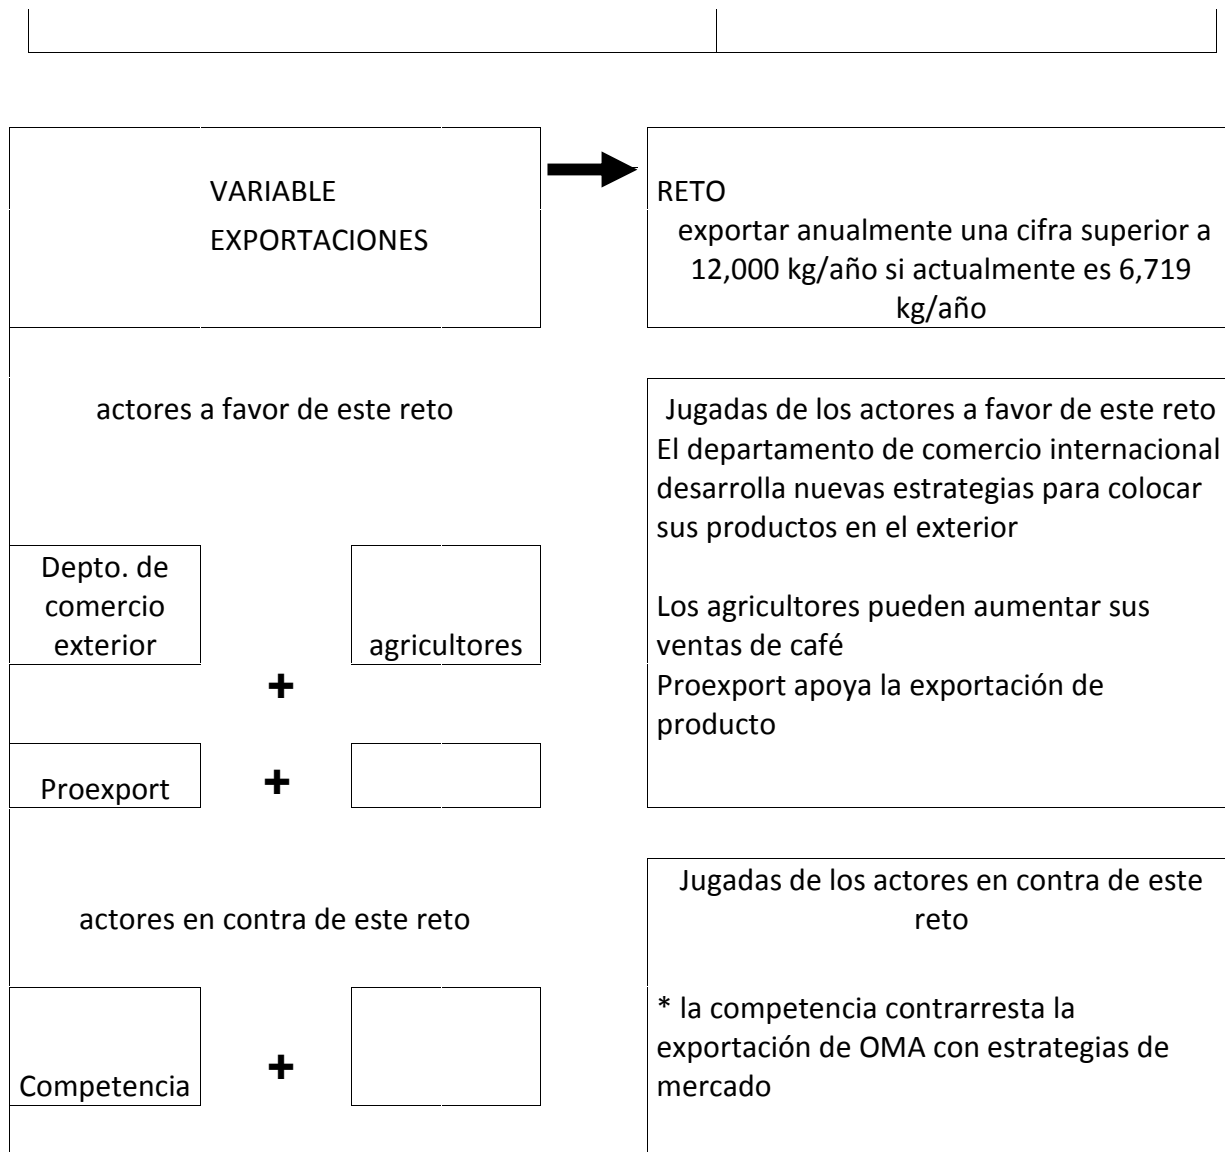 VARIABLE
EXPORTACIONES
RETO
exportar anualmente una cifra superior a
12,000 kg/año si actualmente es 6,719
kg/año
actores a favor de este reto
Jugadas de los actores a favor de este reto
El departamento de comercio internacional
desarrolla nuevas estrategias para colocar
sus productos en el exterior
Los agricultores pueden aumentar sus
ventas de café
Proexport apoya la exportación de
producto
Depto. de
comercio
exterior
+
agricultores
Proexport
+
actores en contra de este reto
Jugadas de los actores en contra de este
reto
* la competencia contrarresta la
exportación de OMA con estrategias de
mercado
Competencia
+